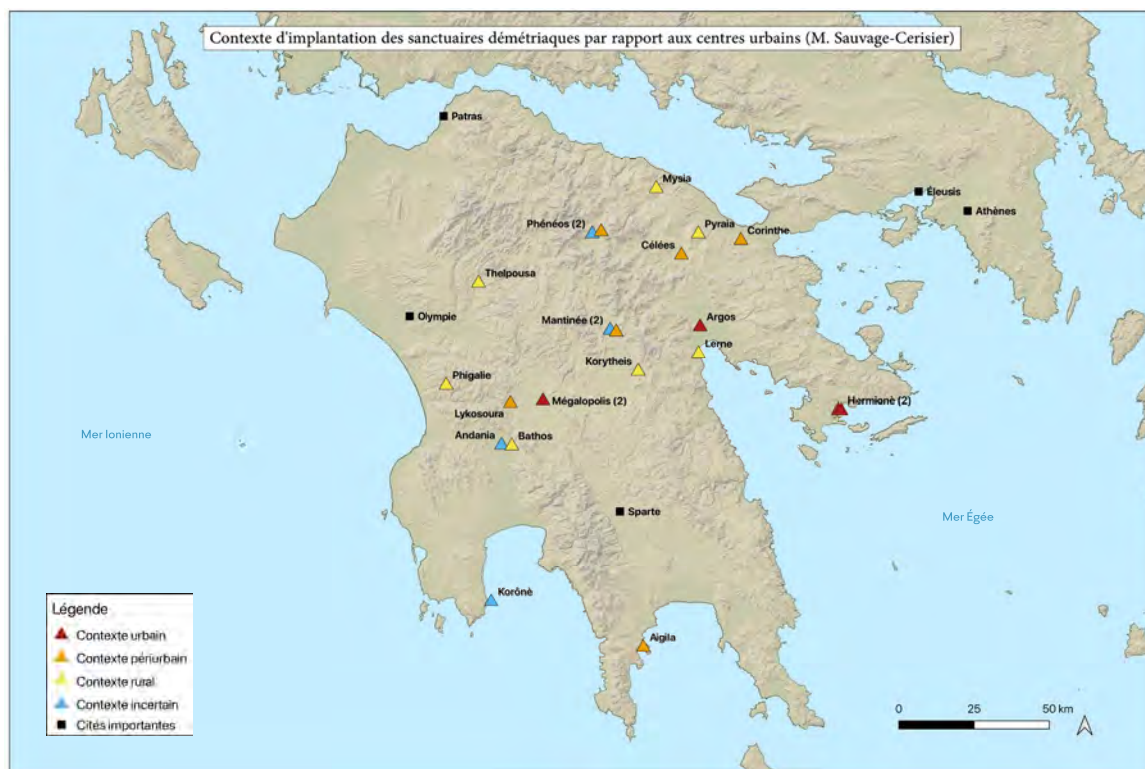 Contexte d'implantation des sanctuaires démétriaques par rapport aux centres urbains (M. Sauvage-Cerisier)
Patras
Mysia
Éleusis
Athènes
Phénéos (2)
Pyraia
Corinthe
Célées
Thelpousa
Olympie
Mantinée (2)
Argos
Lerne
Korytheis
Phigalie
Mégalopolis (2)
Hermionè (2)
Lykosoura
Mer Ionienne
Andania
Bathos
Sparte
Mer Égée
Korônè
Aigila
Légende
Contexte urbain
Contexte périurbain
Contexte rural
Contexte incertain
Cités importantes
0 25 50 km